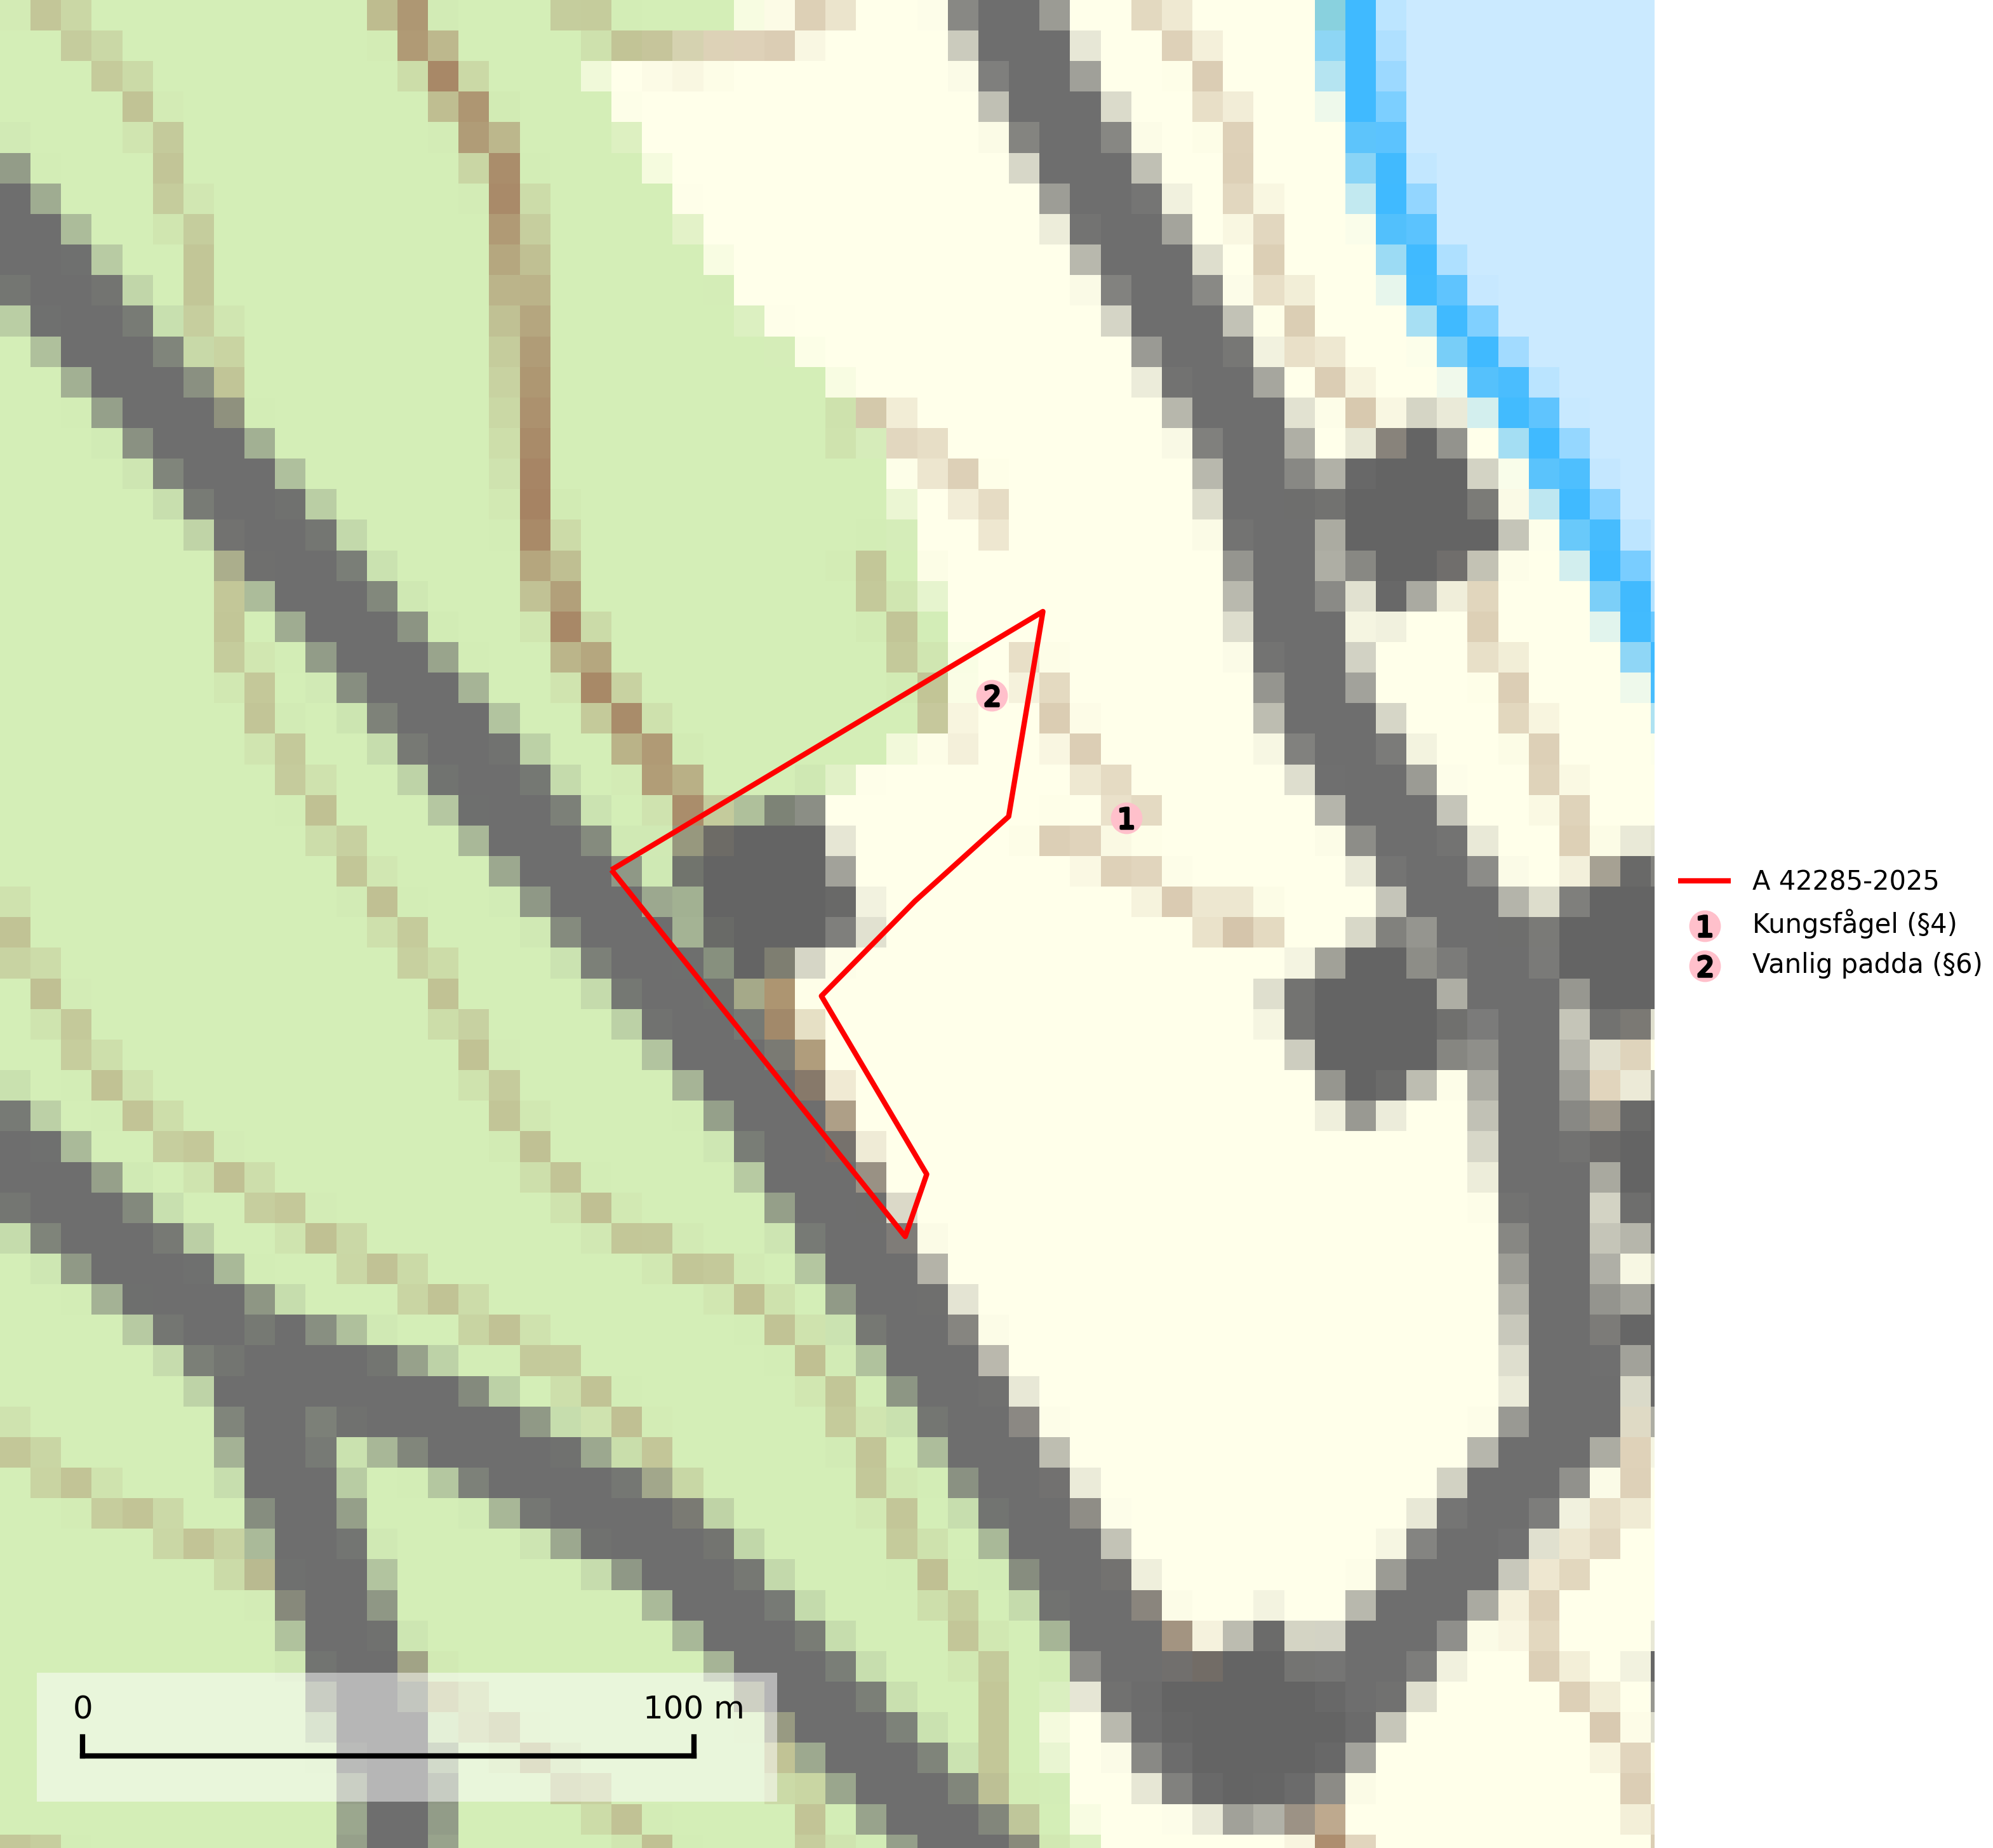 2
1
A 42285-2025
1 Kungsfågel (§4)
2 Vanlig padda (§6)
0 100 m